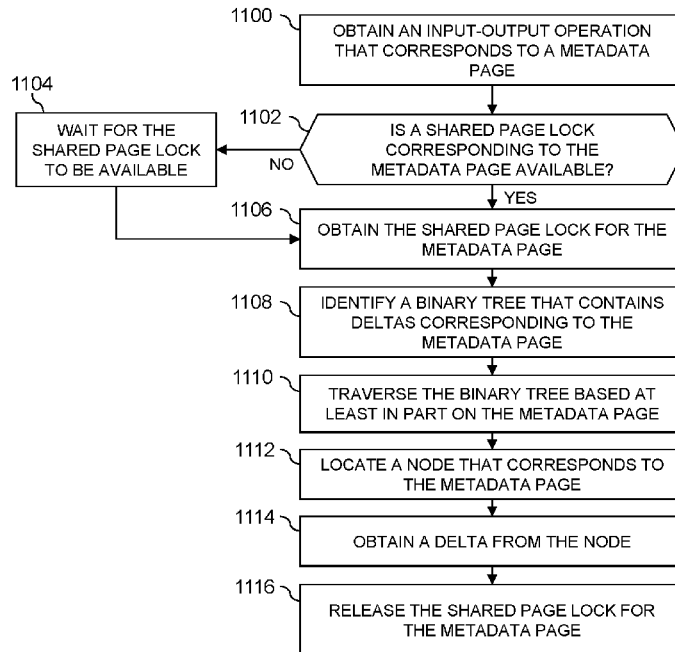 1100
OBTAIN AN INPUT-OUTPUT OPERATION
THAT CORRESPONDS TO A METADATA
PAGE
1102
IS A SHARED PAGE LOCK
CORRESPONDING TO THE
METADATA PAGE AVAILABLE?
NO
YES
1104
WAIT FOR THE
SHARED PAGE LOCK
TO BE AVAILABLE
1106
OBTAIN THE SHARED PAGE LOCK FOR THE
METADATA PAGE
1108
IDENTIFY A BINARY TREE THAT CONTAINS
DELTAS CORRESPONDING TO THE
METADATA PAGE
1110
TRAVERSE THE BINARY TREE BASED AT
LEAST IN PART ON THE METADATA PAGE
1112
LOCATE A NODE THAT CORRESPONDS TO
THE METADATA PAGE
1114
OBTAIN A DELTA FROM THE NODE
1116
RELEASE THE SHARED PAGE LOCK FOR THE
METADATA PAGE